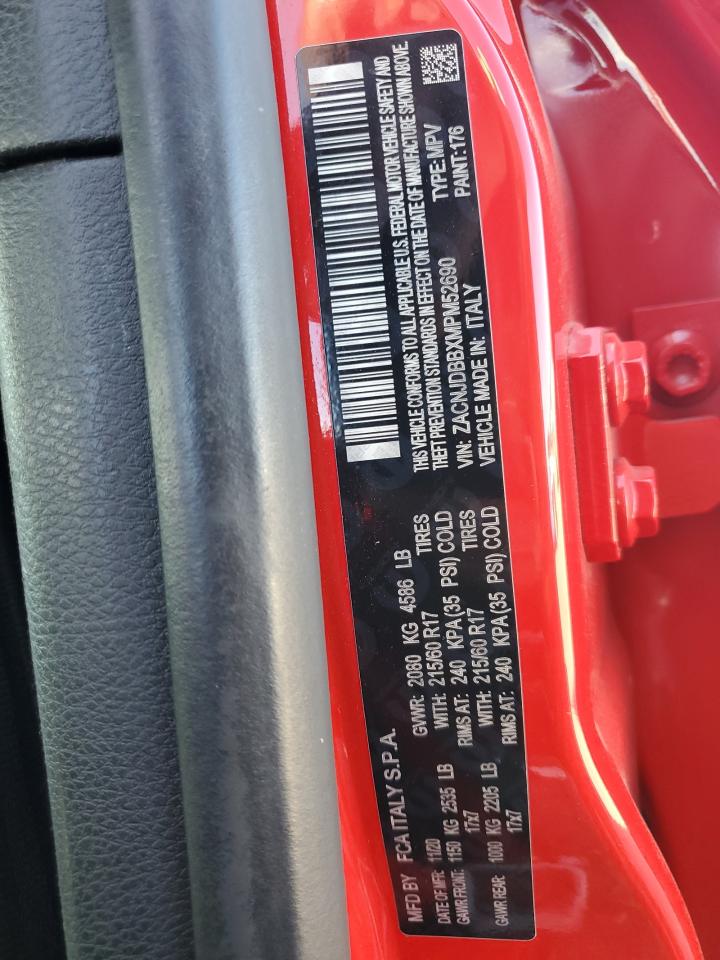 MFD BY FCA ITALY S.P.A.
DATE OF MFR: 11/20 GVWR: 2080 KG 4586 LB
GAWR FRONT: 1150 KG 2535 LB WITH: 215/60 R17 TIRES
17x7 RIMS AT: 240 KPA(35 PSI) COLD
GAWR REAR: 1000 KG 2205 LB WITH: 215/60 R17 TIRES
17x7 RIMS AT: 240 KPA(35 PSI) COLD
THIS VEHICLE CONFORMS TO ALL APPLICABLE U.S. FEDERAL MOTOR VEHICLE SAFETY AND
THEFT PREVENTION STANDARDS IN EFFECT ON THE DATE OF MANUFACTURE SHOWN ABOVE.
VIN: ZACNJDBBXMPM52690 TYPE: MPV
VEHICLE MADE IN: ITALY PAINT: 176